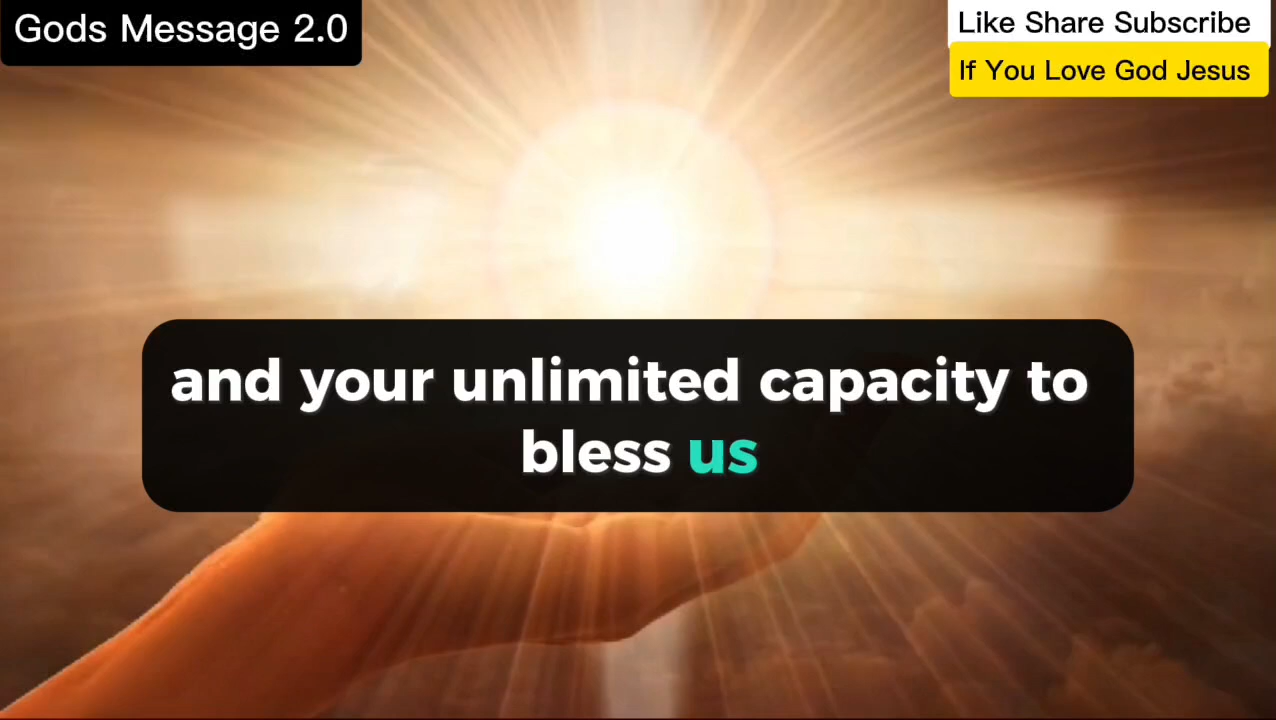 Gods Message 2.0
Like Share Subscribe
If You Love God Jesus
and your unlimited capacity to
bless us